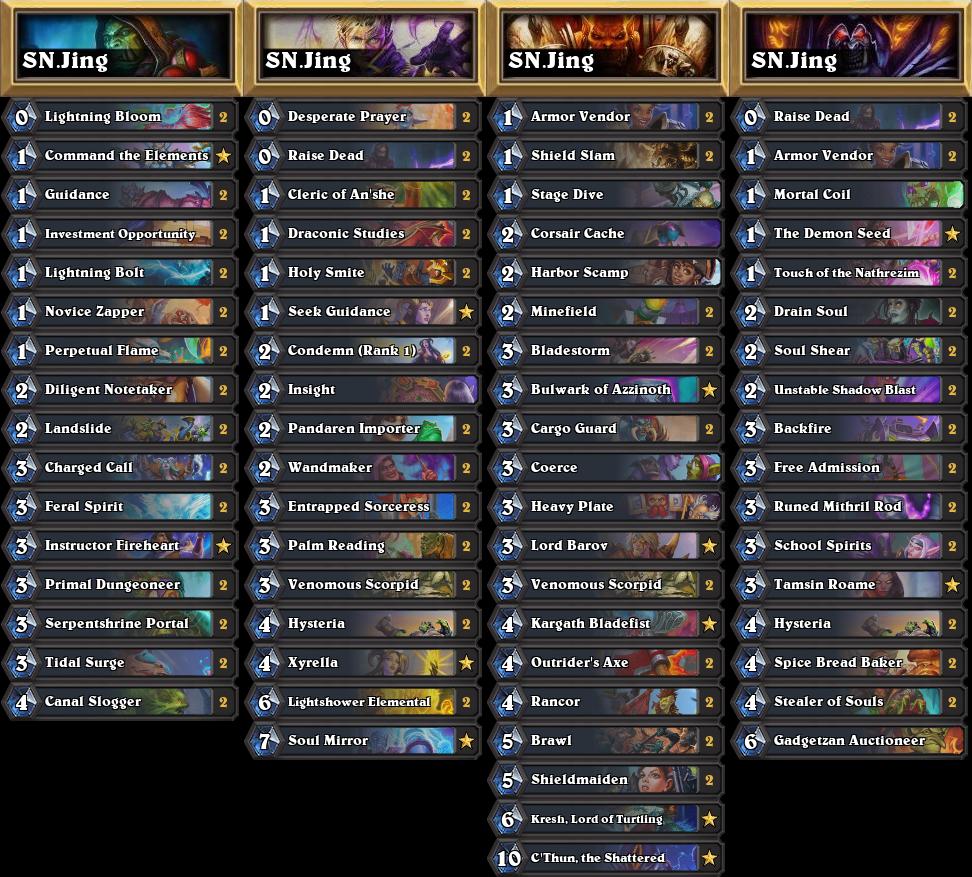 SN.Jing
0 Lightning Bloom 2
1 Command the Elements
1 Guidance 2
1 Investment Opportunity 2
1 Lightning Bolt 2
1 Novice Zapper 2
1 Perpetual Flame 2
2 Diligent Notetaker 2
2 Landslide 2
3 Charged Call 2
3 Feral Spirit 2
3 Instructor Fireheart
3 Primal Dungeoneer 2
3 Serpentshrine Portal 2
3 Tidal Surge 2
4 Canal Slogger 2
SN.Jing
0 Desperate Prayer 2
0 Raise Dead 2
1 Cleric of An'she 2
1 Draconic Studies 2
1 Holy Smite 2
1 Seek Guidance
2 Condemn (Rank 1) 2
2 Insight
2 Pandaren Importer 2
2 Wandmaker 2
3 Entrapped Sorceress 2
3 Palm Reading 2
3 Venomous Scorpid 2
4 Hysteria 2
4 Xyrella
6 Lightshower Elemental 2
7 Soul Mirror
SN.Jing
1 Armor Vendor 2
1 Shield Slam 2
1 Stage Dive
2 Corsair Cache
2 Harbor Scamp
2 Minefield 2
3 Bladestorm 2
3 Bulwark of Azzinoth
3 Cargo Guard 2
3 Coerce
3 Heavy Plate
3 Lord Barov
3 Venomous Scorpid 2
4 Kargath Bladefist
4 Outrider's Axe 2
4 Rancor 2
5 Brawl 2
5 Shieldmaiden 2
6 Kresh, Lord of Turtling
10 C'Thun, the Shattered
SN.Jing
0 Raise Dead 2
1 Armor Vendor 2
1 Mortal Coil
1 The Demon Seed
1 Touch of the Nathrezim 2
2 Drain Soul 2
2 Soul Shear 2
2 Unstable Shadow Blast 2
3 Backfire 2
3 Free Admission 2
3 Runed Mithril Rod 2
3 School Spirits 2
3 Tamsin Roame
4 Hysteria 2
4 Spice Bread Baker 2
4 Stealer of Souls 2
6 Gadgetzan Auctioneer